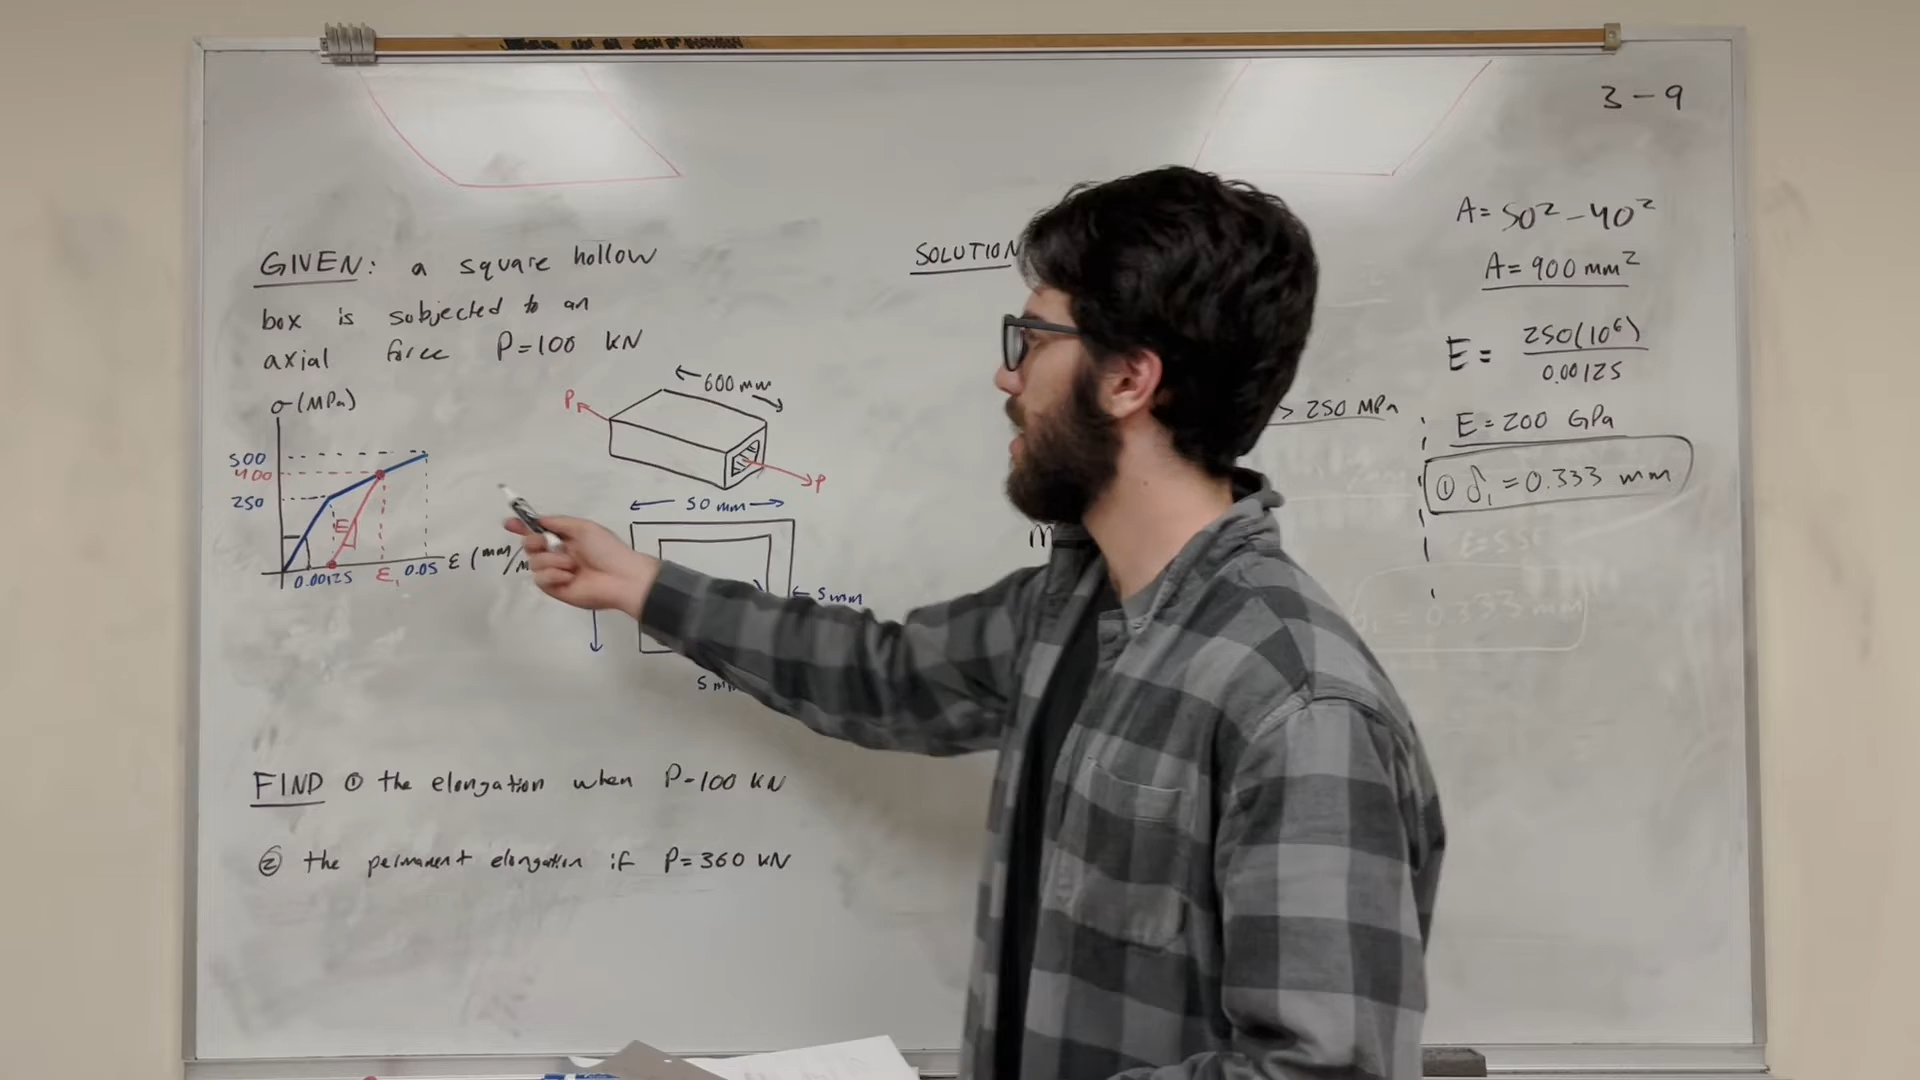 3-9
GIVEN: a square hollow
box is subjected to an
axial force P=100 kN
σ (MPa)
500
400
250
E
0.00125
ε₁
0.05
ε (mm/
P
600 mm
P
50 mm
5 mm
5 mm
FIND ① the elongation when P=100 kN
② the permanent elongation if P=360 kN
SOLUTION
> 250 MPa
m
A= 50² - 40²
A= 900 mm²
E = 250(10⁶)
0.00125
E= 200 GPa
① δ₁ = 0.333 mm
δ₁ = 0.333 mm